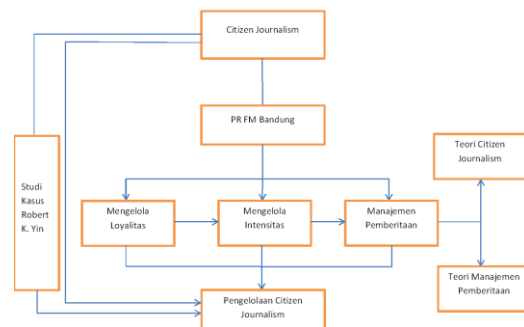 Citizen Journalism
PR FM Bandung
Teori Citizen
Journalism
Studi
Kasus
Robert
K. Yin
Mengelola
Loyalitas
Mengelola
Intensitas
Manajemen
Pemberitaan
Teori Manajemen
Pemberitaan
Pengelolaan Citizen
Journalism